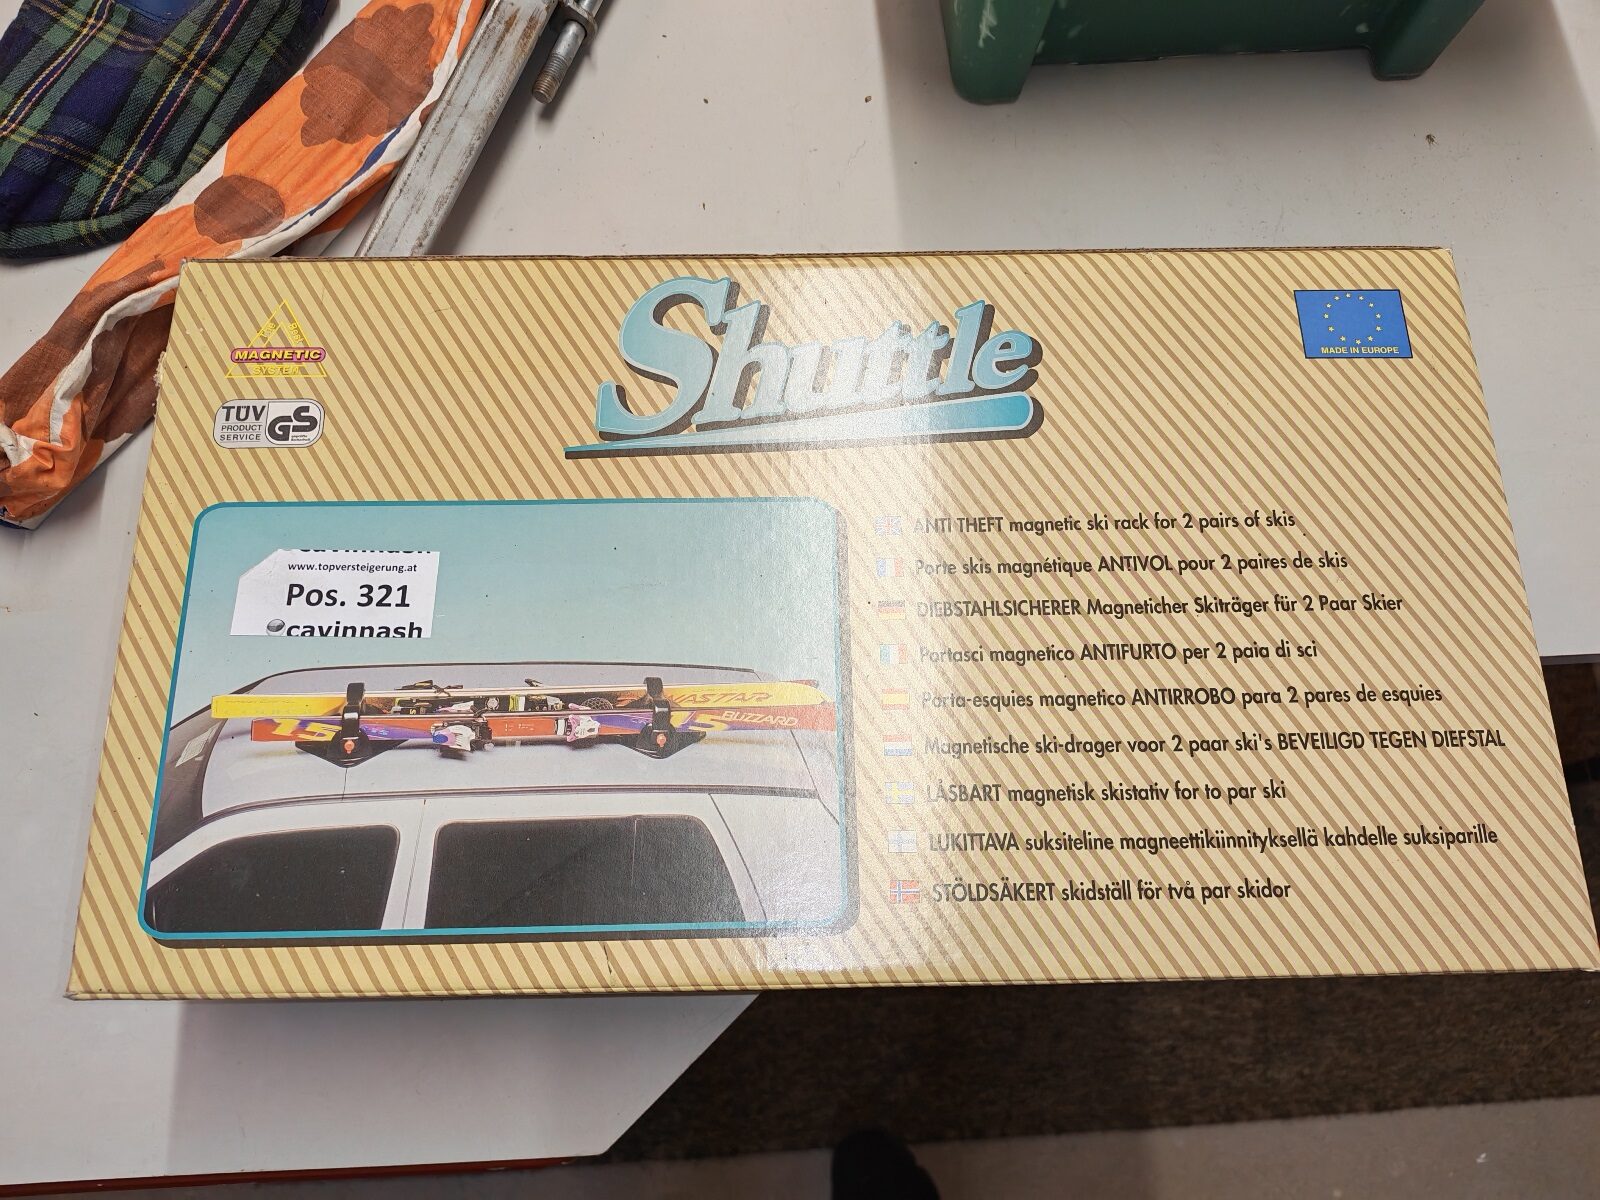 The Best
MAGNETIC
SYSTEM
TÜV
PRODUCT
SERVICE
GS
Shuttle
MADE IN EUROPE
www.topversteigerung.at
Pos. 321
cavinnash
15
15
BLIZZARD
ANTI THEFT magnetic ski rack for 2 pairs of skis
Porte skis magnétique ANTIVOL pour 2 paires de skis
DIEBSTAHLSICHERER Magneticher Skiträger für 2 Paar Skier
Portasci magnetico ANTIFURTO per 2 paia di sci
Porta-esquies magnetico ANTIRROBO para 2 pares de esquies
Magnetische ski-drager voor 2 paar ski's BEVEILIGD TEGEN DIEFSTAL
LÅSBART magnetisk skistativ for to par ski
LUKITTAVA suksiteline magneettikiinnityksellä kahdelle suksiparille
STÖLDSÄKERT skidställ för två par skidor